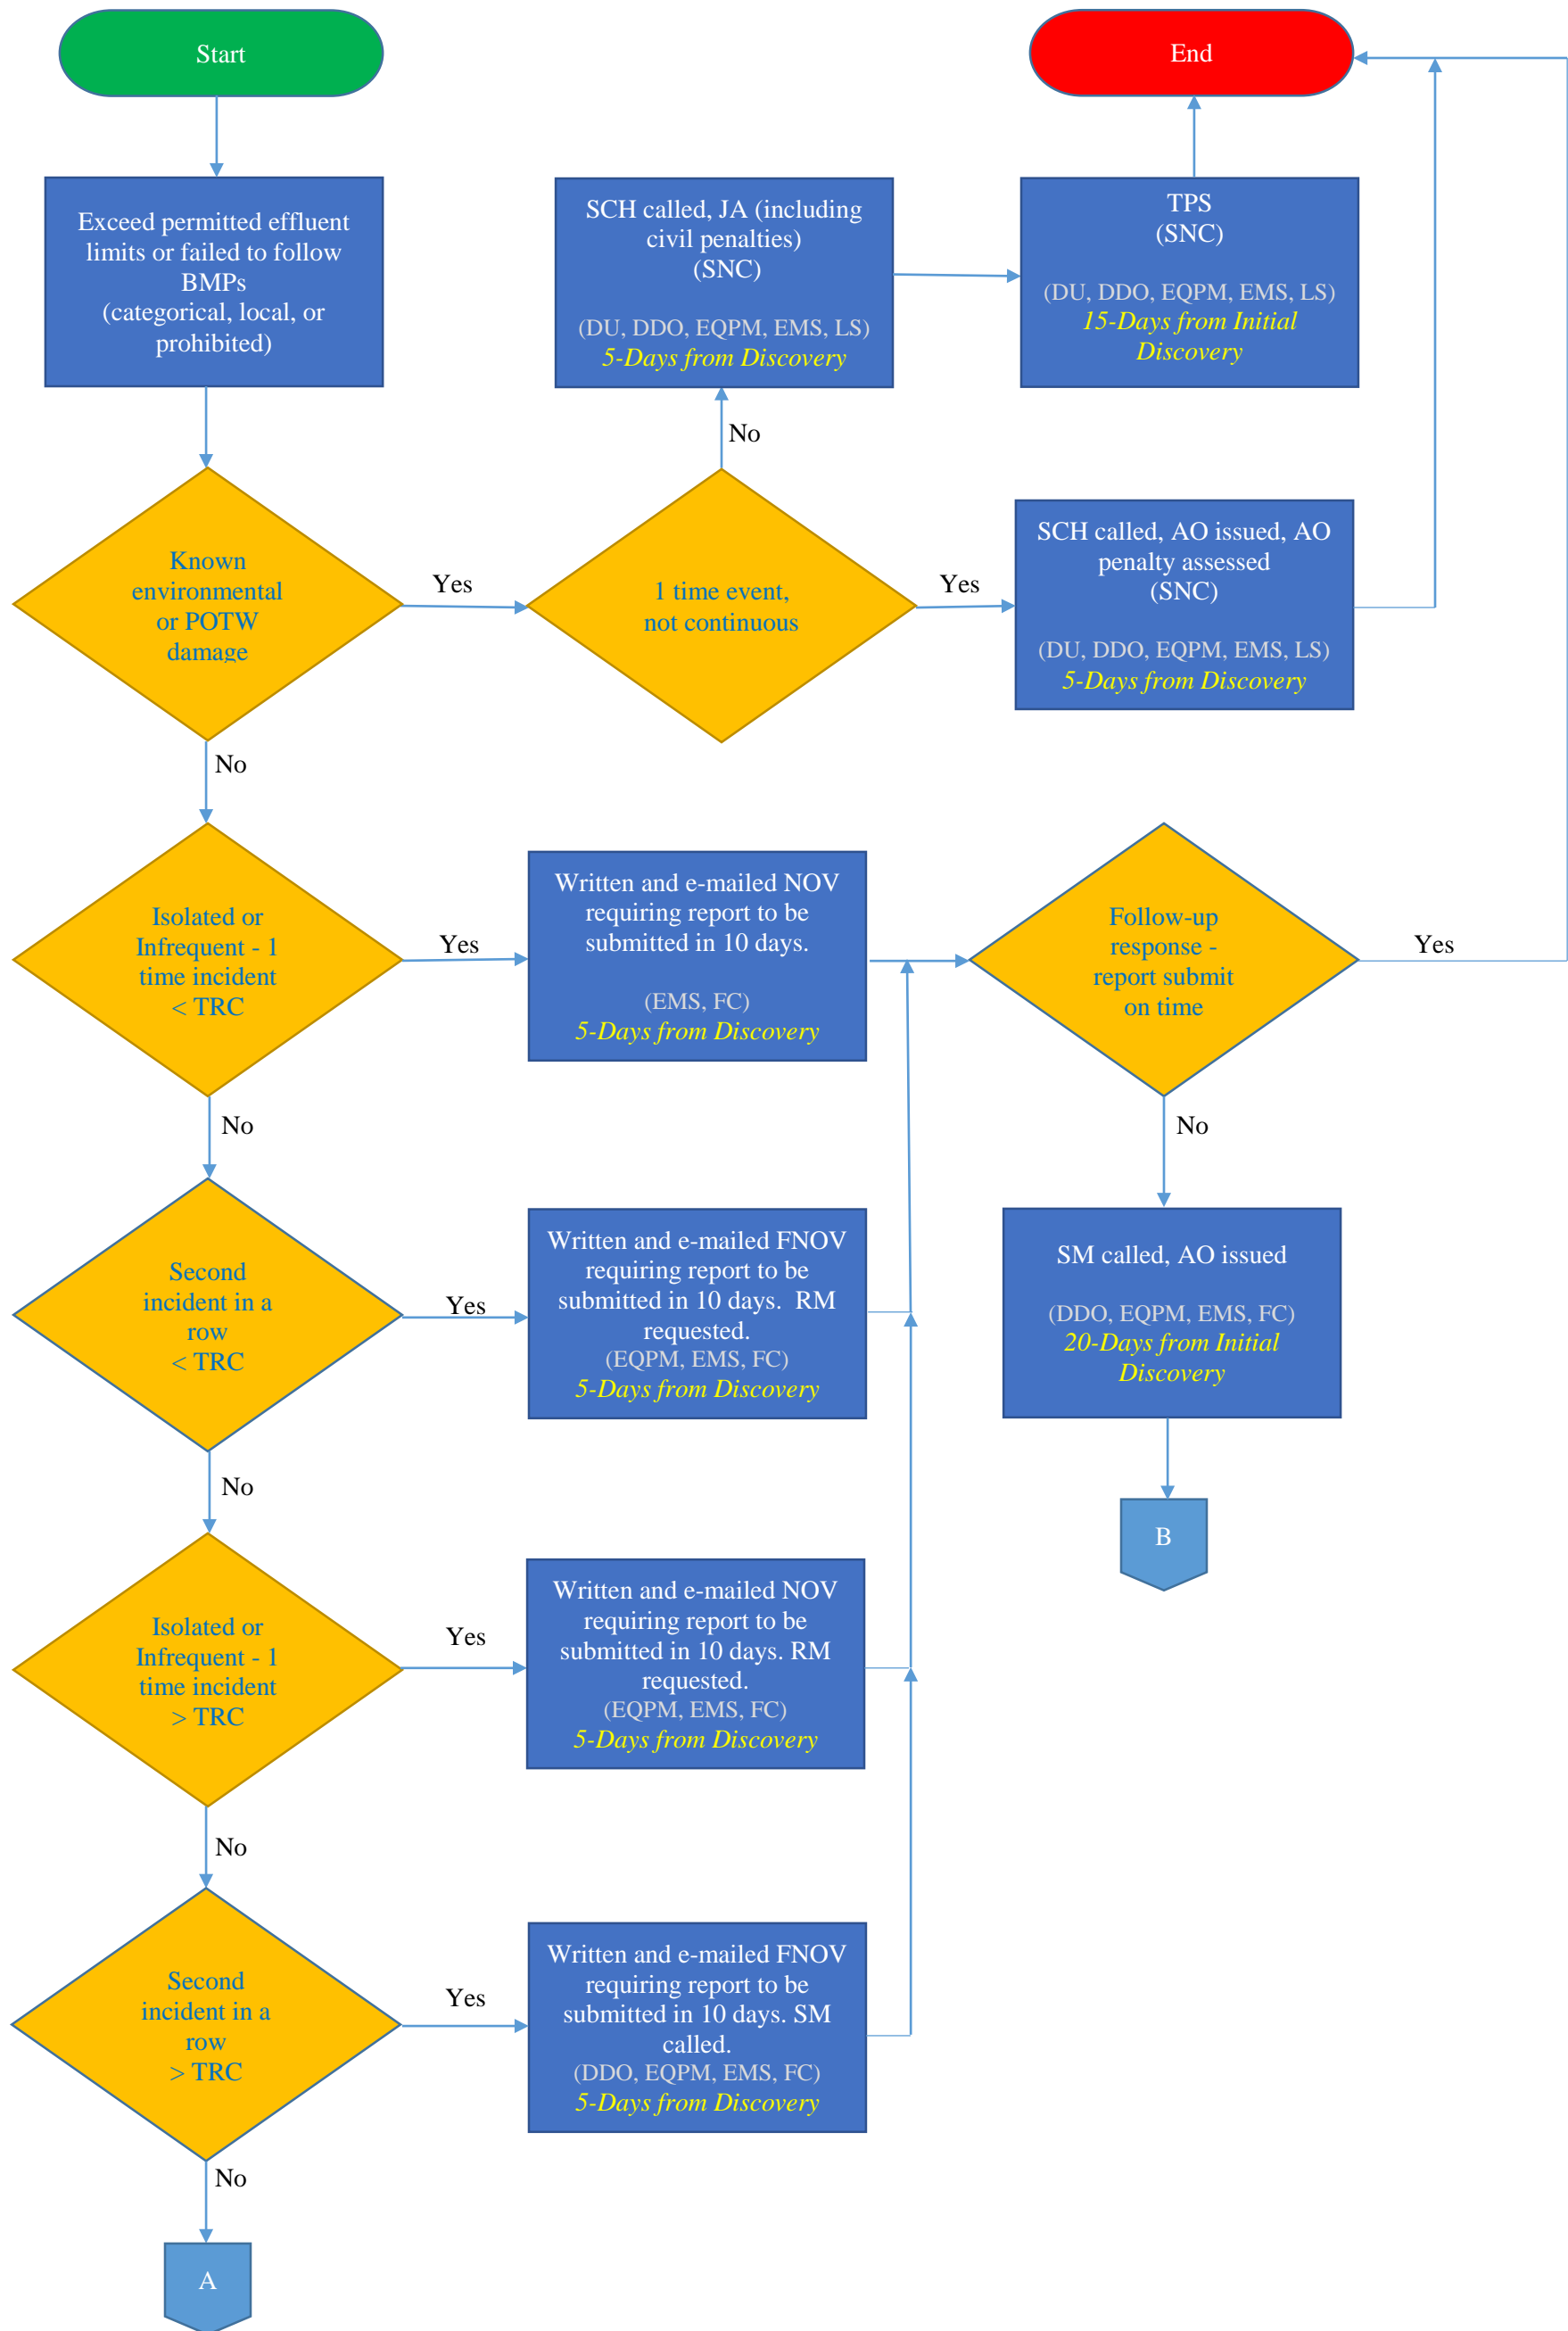 Start
End
Exceed permitted effluent
limits or failed to follow
BMPs
(categorical, local, or
prohibited)
SCH called, JA (including
civil penalties)
(SNC)
(DU, DDO, EQPM, EMS, LS)
5-Days from Discovery
TPS
(SNC)
(DU, DDO, EQPM, EMS, LS)
15-Days from Initial
Discovery
No
Known
environmental
or POTW
damage
Yes
1 time event,
not continuous
Yes
SCH called, AO issued, AO
penalty assessed
(SNC)
(DU, DDO, EQPM, EMS, LS)
5-Days from Discovery
No
Isolated or
Infrequent - 1
time incident
< TRC
Yes
Written and e-mailed NOV
requiring report to be
submitted in 10 days.
(EMS, FC)
5-Days from Discovery
Follow-up
response -
report submit
on time
Yes
No
No
Second
incident in a
row
< TRC
Yes
Written and e-mailed FNOV
requiring report to be
submitted in 10 days.  RM
requested.
(EQPM, EMS, FC)
5-Days from Discovery
SM called, AO issued
(DDO, EQPM, EMS, FC)
20-Days from Initial
Discovery
No
B
Isolated or
Infrequent - 1
time incident
> TRC
Yes
Written and e-mailed NOV
requiring report to be
submitted in 10 days. RM
requested.
(EQPM, EMS, FC)
5-Days from Discovery
No
Second
incident in a
row
> TRC
Yes
Written and e-mailed FNOV
requiring report to be
submitted in 10 days. SM
called.
(DDO, EQPM, EMS, FC)
5-Days from Discovery
No
A